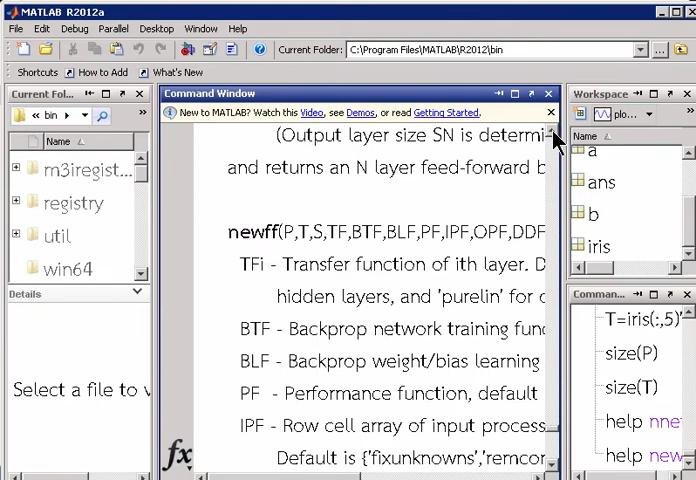 MATLAB R2012a
File Edit Debug Parallel Desktop Window Help
Current Folder: C:\Program Files\MATLAB\R2012\bin
Shortcuts How to Add What's New
Current Fol...
« bin
Name
m3iregist...
registry
util
win64
Details
Select a file to v
Command Window
New to MATLAB? Watch this Video, see Demos, or read Getting Started.
(Output layer size SN is determi
and returns an N layer feed-forward b
newff(P,T,S,TF,BTF,BLF,PF,IPF,OPF,DDF
TFi - Transfer function of ith layer. D
hidden layers, and 'purelin' for o
BTF - Backprop network training func
BLF - Backprop weight/bias learning
PF - Performance function, default
IPF - Row cell array of input process
Default is {'fixunknowns','remcon
fx
Workspace
plo...
Name
a
ans
b
iris
Comman...
T=iris(:,5)'
size(P)
size(T)
help nne
help new